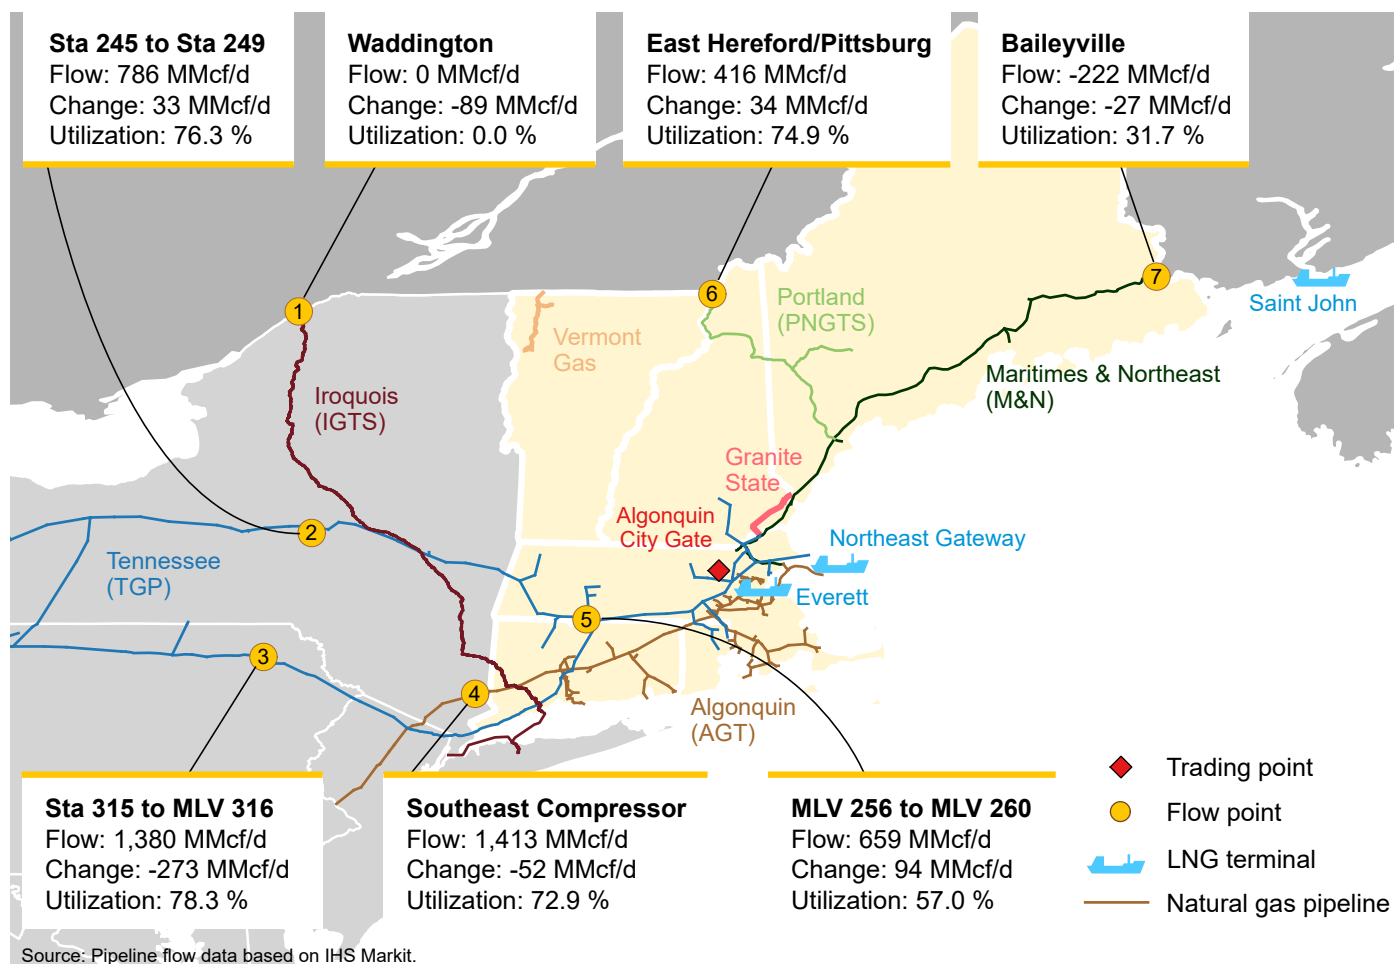 Sta 245 to Sta 249
Flow: 786 MMcf/d
Change: 33 MMcf/d
Utilization: 76.3 %
Waddington
Flow: 0 MMcf/d
Change: -89 MMcf/d
Utilization: 0.0 %
East Hereford/Pittsburg
Flow: 416 MMcf/d
Change: 34 MMcf/d
Utilization: 74.9 %
Baileyville
Flow: -222 MMcf/d
Change: -27 MMcf/d
Utilization: 31.7 %
7
6
1
Saint John
Portland
(PNGTS)
Vermont
Gas
Maritimes & Northeast
(M&N)
Iroquois
(IGTS)
Granite
State
Algonquin
City Gate
2
Northeast Gateway
Tennessee
(TGP)
Everett
5
3
4
Algonquin
(AGT)
Sta 315 to MLV 316
Flow: 1,380 MMcf/d
Change: -273 MMcf/d
Utilization: 78.3 %
Southeast Compressor
Flow: 1,413 MMcf/d
Change: -52 MMcf/d
Utilization: 72.9 %
MLV 256 to MLV 260
Flow: 659 MMcf/d
Change: 94 MMcf/d
Utilization: 57.0 %
Trading point
Flow point
LNG terminal
Natural gas pipeline
Source: Pipeline flow data based on IHS Markit.